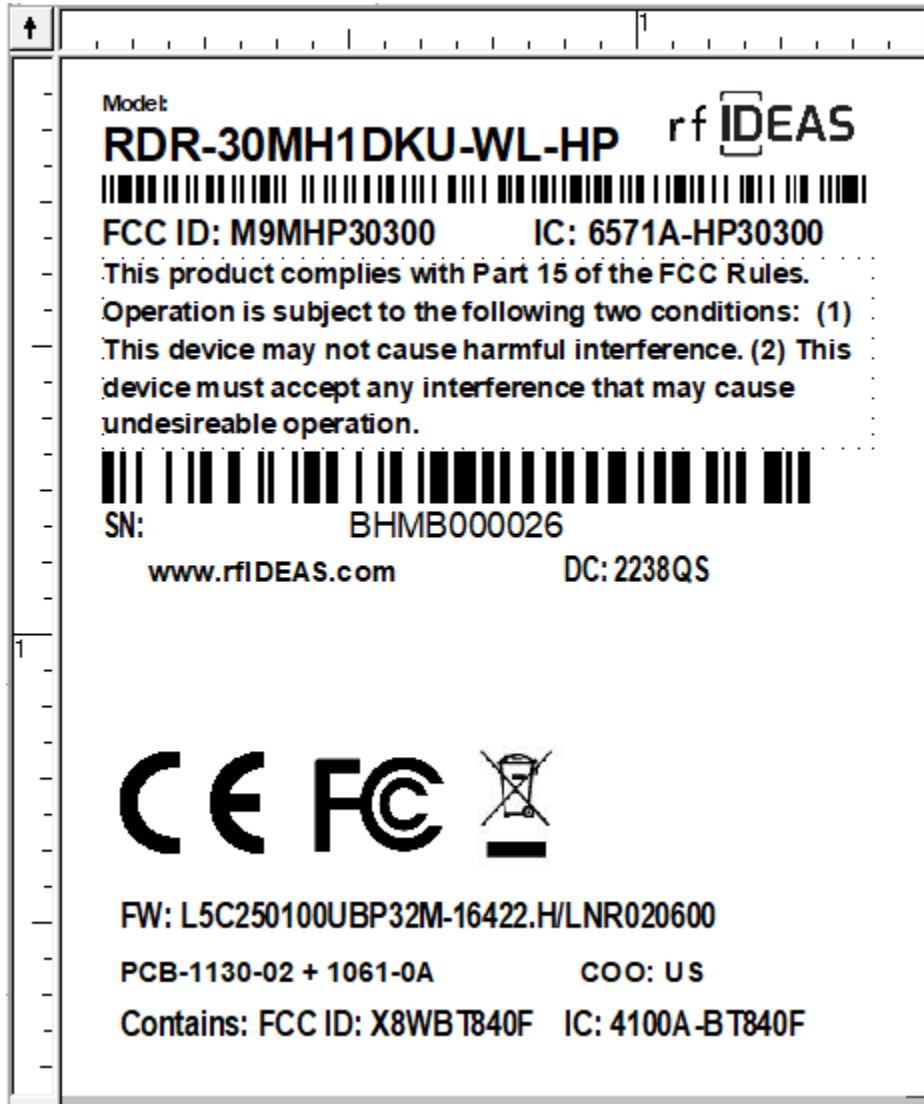 1
Model:
RDR-30MH1DKU-WL-HP
rf IDEAS
FCC ID: M9MHP30300 IC: 6571A-HP30300
This product complies with Part 15 of the FCC Rules.
Operation is subject to the following two conditions: (1)
This device may not cause harmful interference. (2) This
device must accept any interference that may cause
undesireable operation.
SN: BHMB000026
www.rfIDEAS.com DC: 2238QS
1
CE FC
FW: L5C250100UBP32M-16422.H/LNR020600
PCB-1130-02 + 1061-0A COO: US
Contains: FCC ID: X8WBT840F IC: 4100A-BT840F